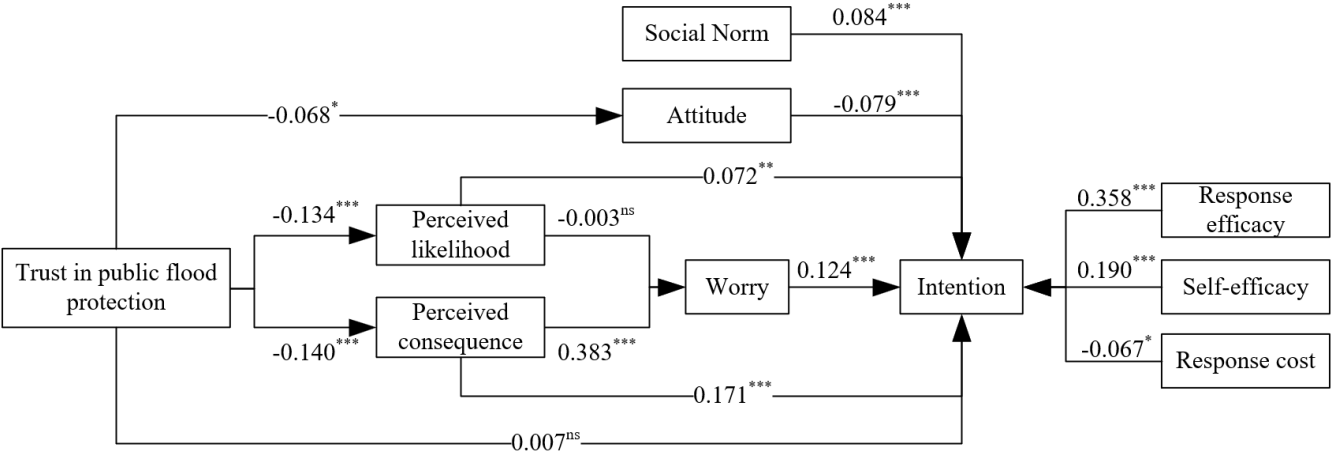 Social Norm
0.084***
-0.068*
Attitude
-0.079***
0.072**
-0.134***
Perceived
likelihood
-0.003ns
0.358***
Response
efficacy
Trust in public flood
protection
Worry
0.124***
Intention
0.190***
Self-efficacy
-0.140***
Perceived
consequence
0.383***
-0.067*
Response cost
0.171***
0.007ns